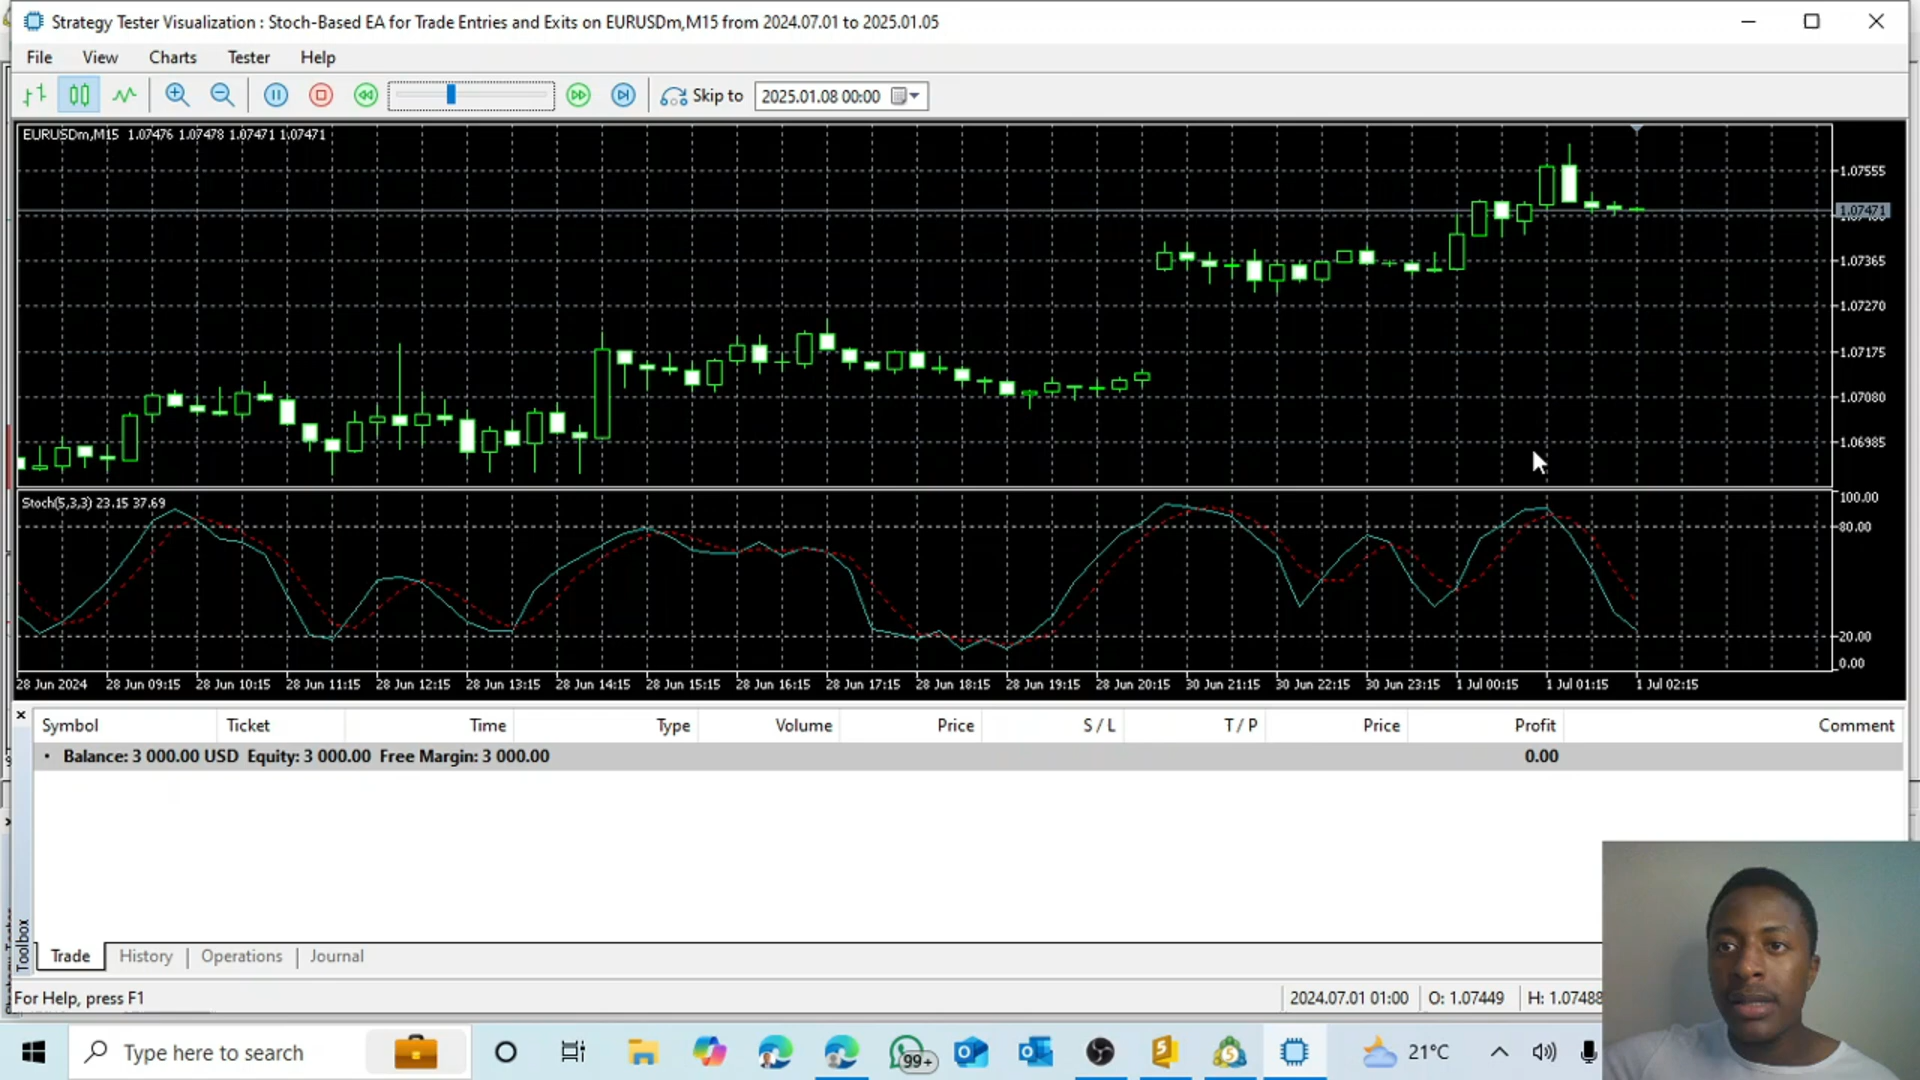 Strategy Tester Visualization : Stoch-Based EA for Trade Entries and Exits on EURUSDm,M15 from 2024.07.01 to 2025.01.05
File View Charts Tester Help
Skip to 2025.01.08 00:00
EURUSDm,M15 1.07476 1.07478 1.07471 1.07471
1.07555
1.07471
1.07365
1.07270
1.07175
1.07080
1.06985
Stoch(5,3,3) 23.15 37.69
100.00
80.00
20.00
0.00
28 Jun 2024 28 Jun 09:15 28 Jun 10:15 28 Jun 11:15 28 Jun 12:15 28 Jun 13:15 28 Jun 14:15 28 Jun 15:15 28 Jun 16:15 28 Jun 17:15 28 Jun 18:15 28 Jun 19:15 28 Jun 20:15 30 Jun 21:15 30 Jun 22:15 30 Jun 23:15 1 Jul 00:15 1 Jul 01:15 1 Jul 02:15
Symbol Ticket Time Type Volume Price S / L T / P Price Profit Comment
Balance: 3 000.00 USD Equity: 3 000.00 Free Margin: 3 000.00 0.00
Toolbox
Trade History Operations Journal
For Help, press F1 2024.07.01 01:00 O: 1.07449 H: 1.07488
Type here to search 99+ 21°C